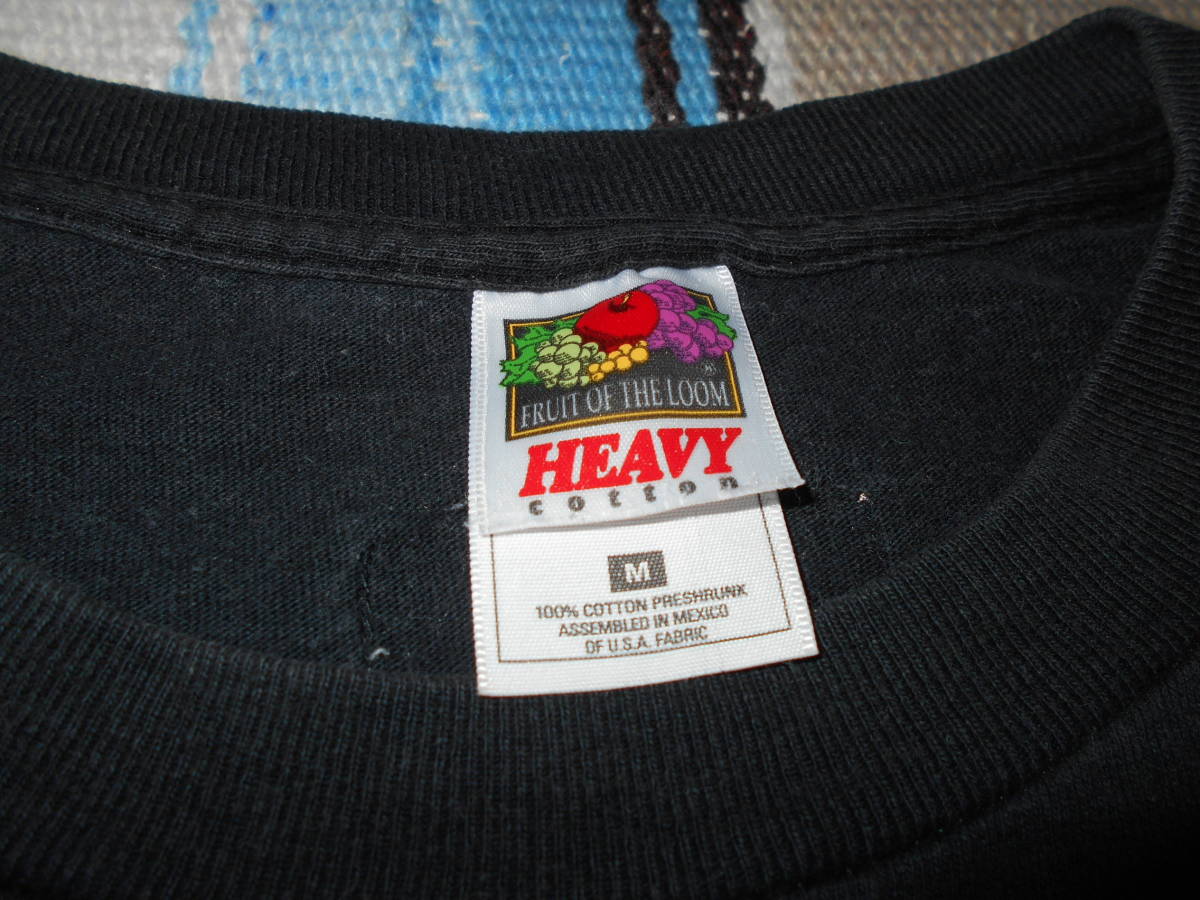 FRUIT OF THE LOOM
HEAVY
cotton
M
100% COTTON PRESHRUNK
ASSEMBLED IN MEXICO
OF U.S.A. FABRIC